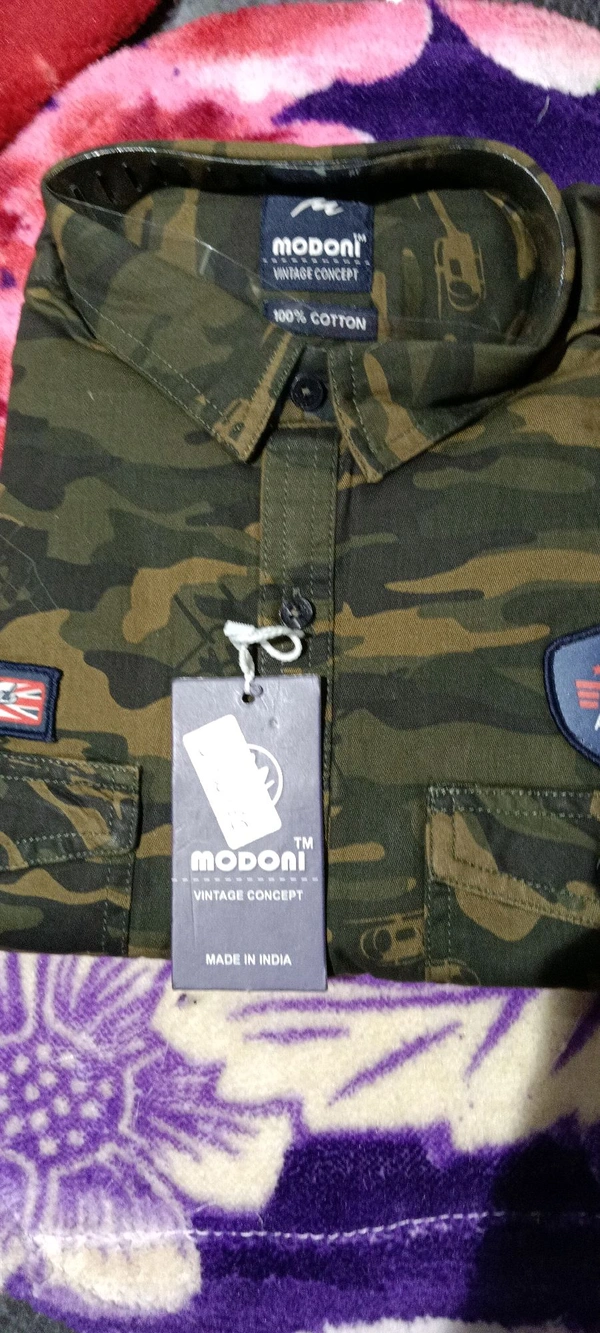 MODONI™
VINTAGE CONCEPT
100% COTTON
MODONI™
VINTAGE CONCEPT
MADE IN INDIA